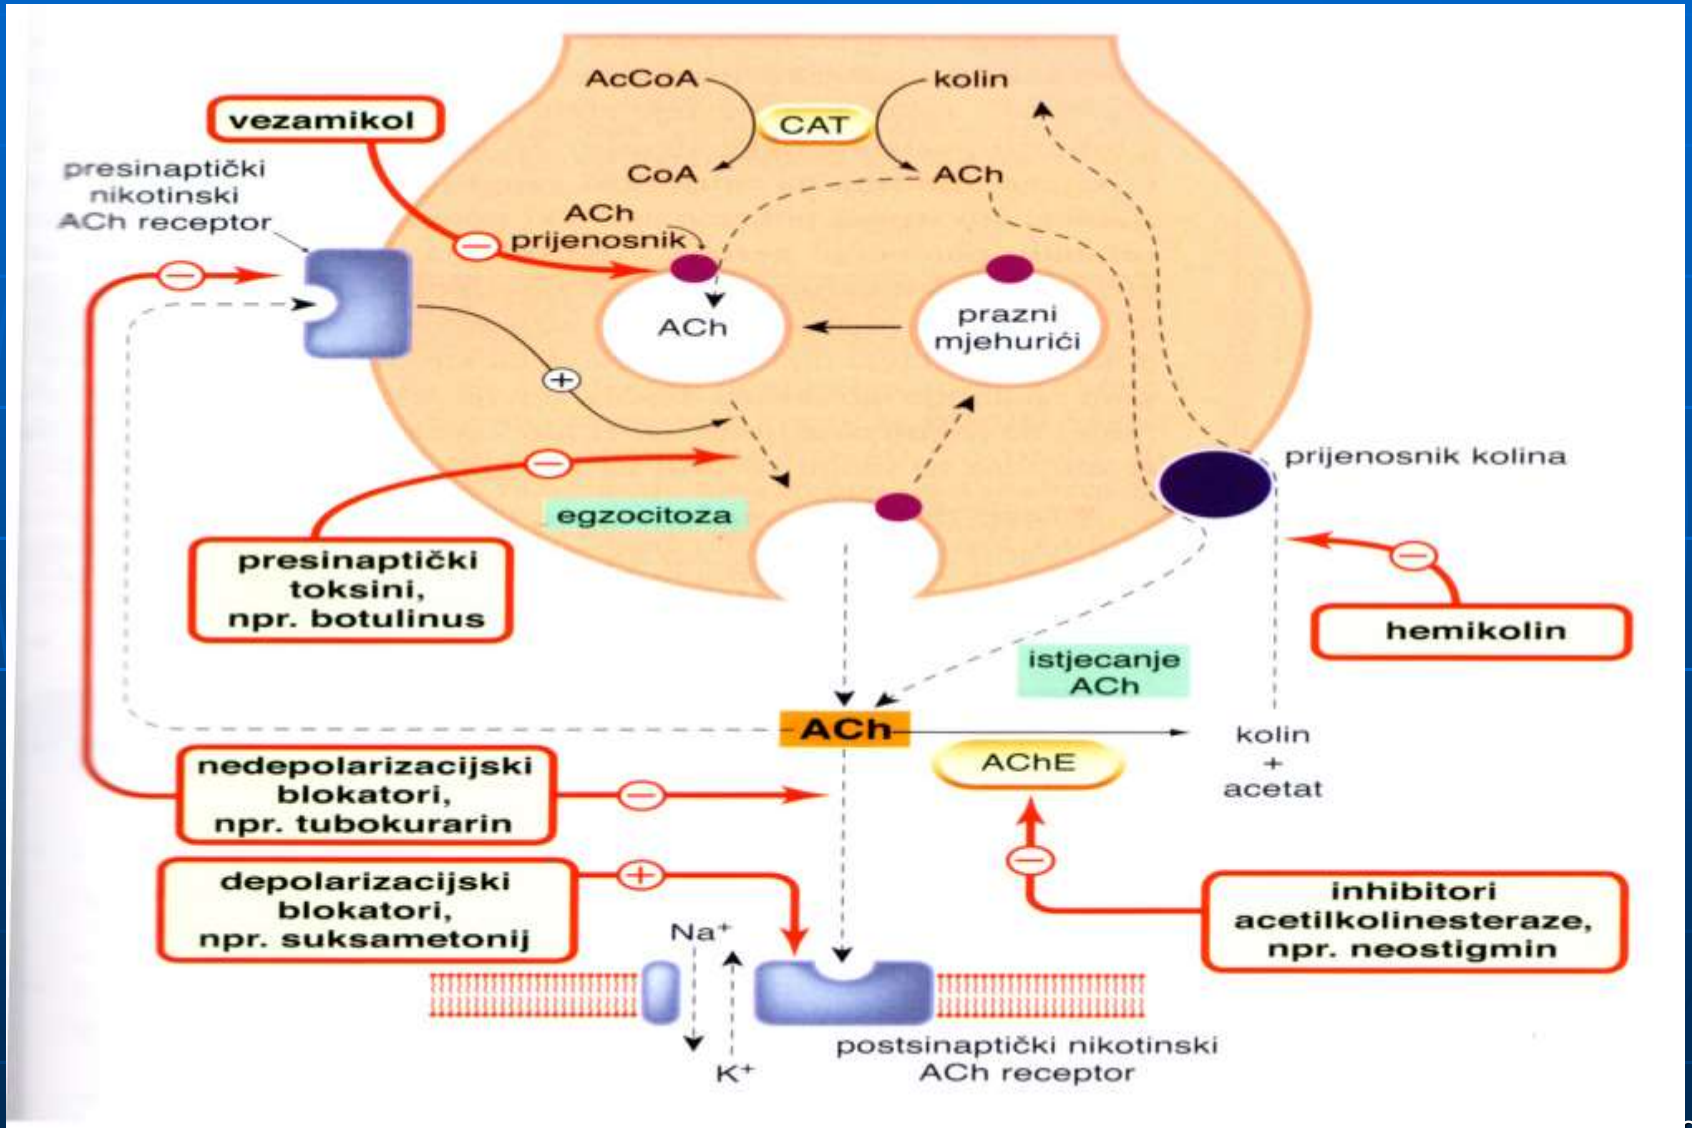 AcCoA
kolin
CAT
CoA
ACh
vezamikol
presinaptički
nikotinski
ACh receptor
ACh
prijenosnik
ACh
prazni
mjehurići
prijenosnik kolina
egzocitoza
presinaptički
toksini,
npr. botulinus
hemikolin
istjecanje
ACh
ACh
AChE
kolin
+
acetat
nedepolarizacijski
blokatori,
npr. tubokurarin
depolarizacijski
blokatori,
npr. suksametonij
inhibitori
acetilkolinesteraze,
npr. neostigmin
Na⁺
K⁺
postsinaptički nikotinski
ACh receptor